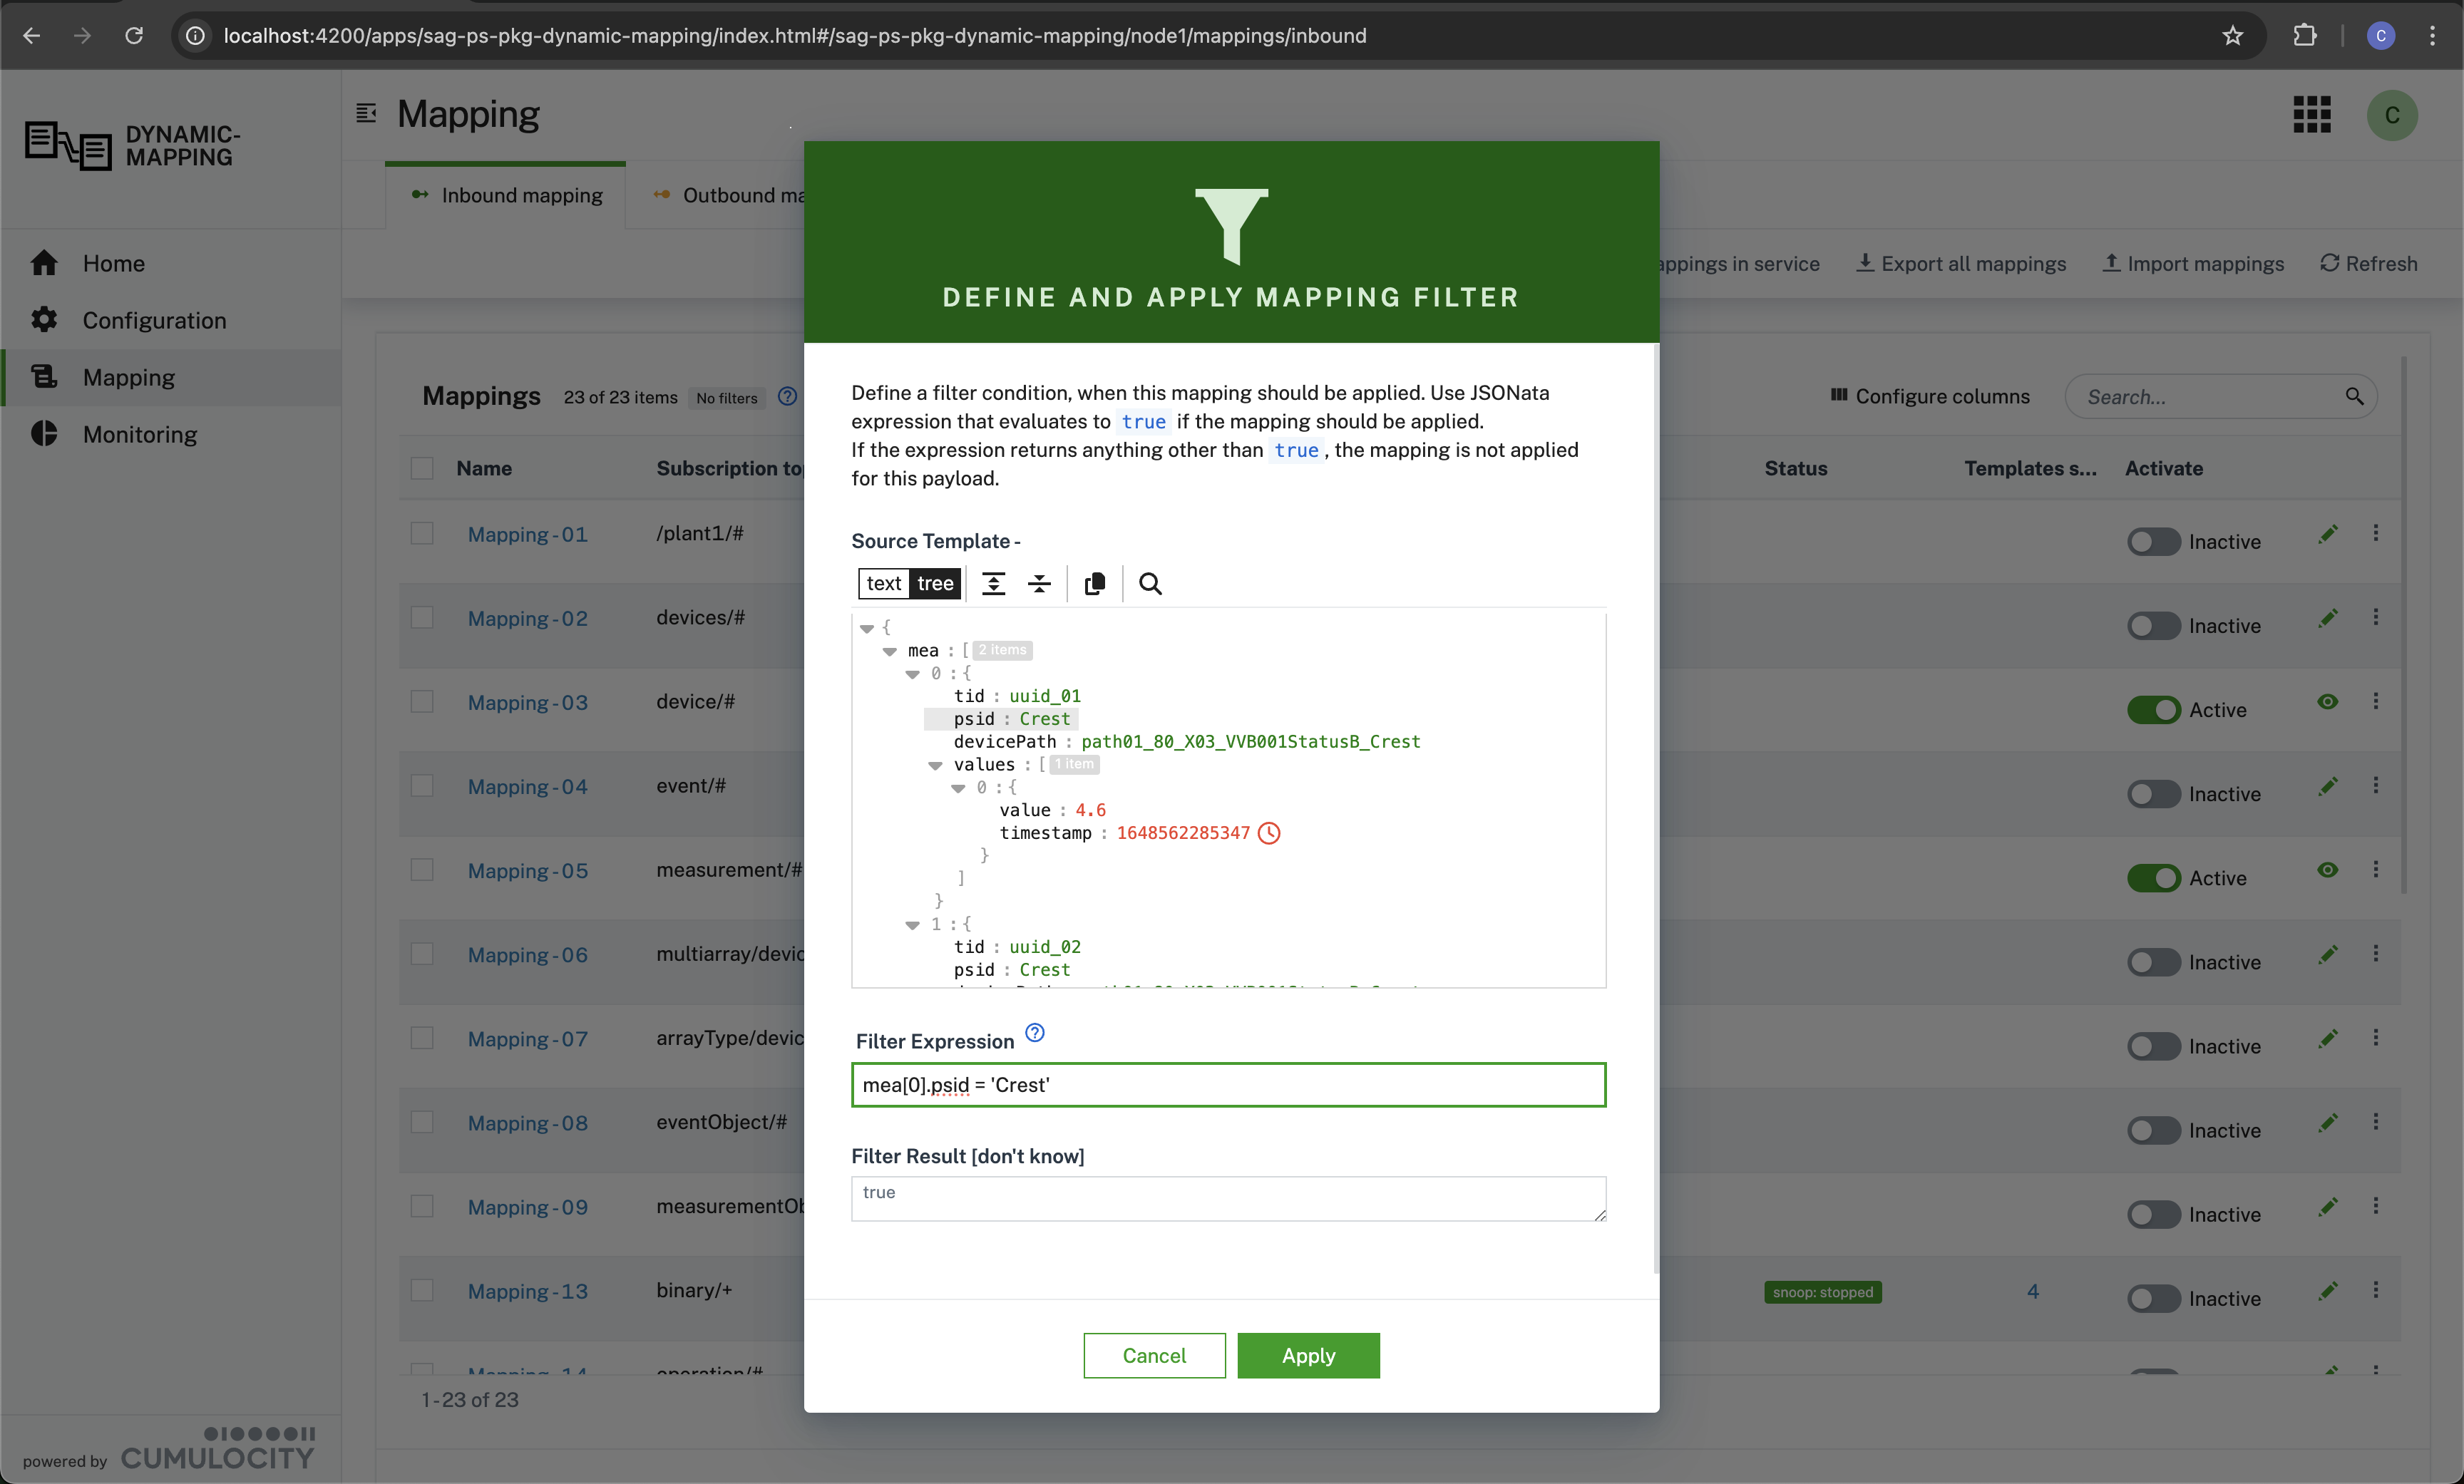 localhost:4200/apps/sag-ps-pkg-dynamic-mapping/index.html#/sag-ps-pkg-dynamic-mapping/node1/mappings/inbound
C
DYNAMIC-
MAPPING
Mapping
C
Home
Configuration
Mapping
Monitoring
powered by CUMULOCITY
Inbound mapping
Outbound ma
appings in service
Export all mappings
Import mappings
Refresh
Mappings 23 of 23 items No filters
Configure columns
Search...
Name Subscription to Status Templates s... Activate
Mapping - 01 /plant1/# Inactive
Mapping - 02 devices/# Inactive
Mapping - 03 device/# Active
Mapping - 04 event/# Inactive
Mapping - 05 measurement/# Active
Mapping - 06 multiarray/devic Inactive
Mapping - 07 arrayType/devic Inactive
Mapping - 08 eventObject/# Inactive
Mapping - 09 measurementOb Inactive
Mapping - 13 binary/+ snoop: stopped 4 Inactive
Mapping - 14 operation/#
1-23 of 23
DEFINE AND APPLY MAPPING FILTER
Define a filter condition, when this mapping should be applied. Use JSONata
expression that evaluates to true if the mapping should be applied.
If the expression returns anything other than true , the mapping is not applied
for this payload.
Source Template -
text tree
{
mea : [ 2 items
0 : {
tid : uuid_01
psid : Crest
devicePath : path01_80_X03_VVB001StatusB_Crest
values : [ 1 item
0 : {
value : 4.6
timestamp : 1648562285347
}
]
}
1 : {
tid : uuid_02
psid : Crest
Filter Expression ?
mea[0].psid = 'Crest'
Filter Result [don't know]
true
Cancel
Apply